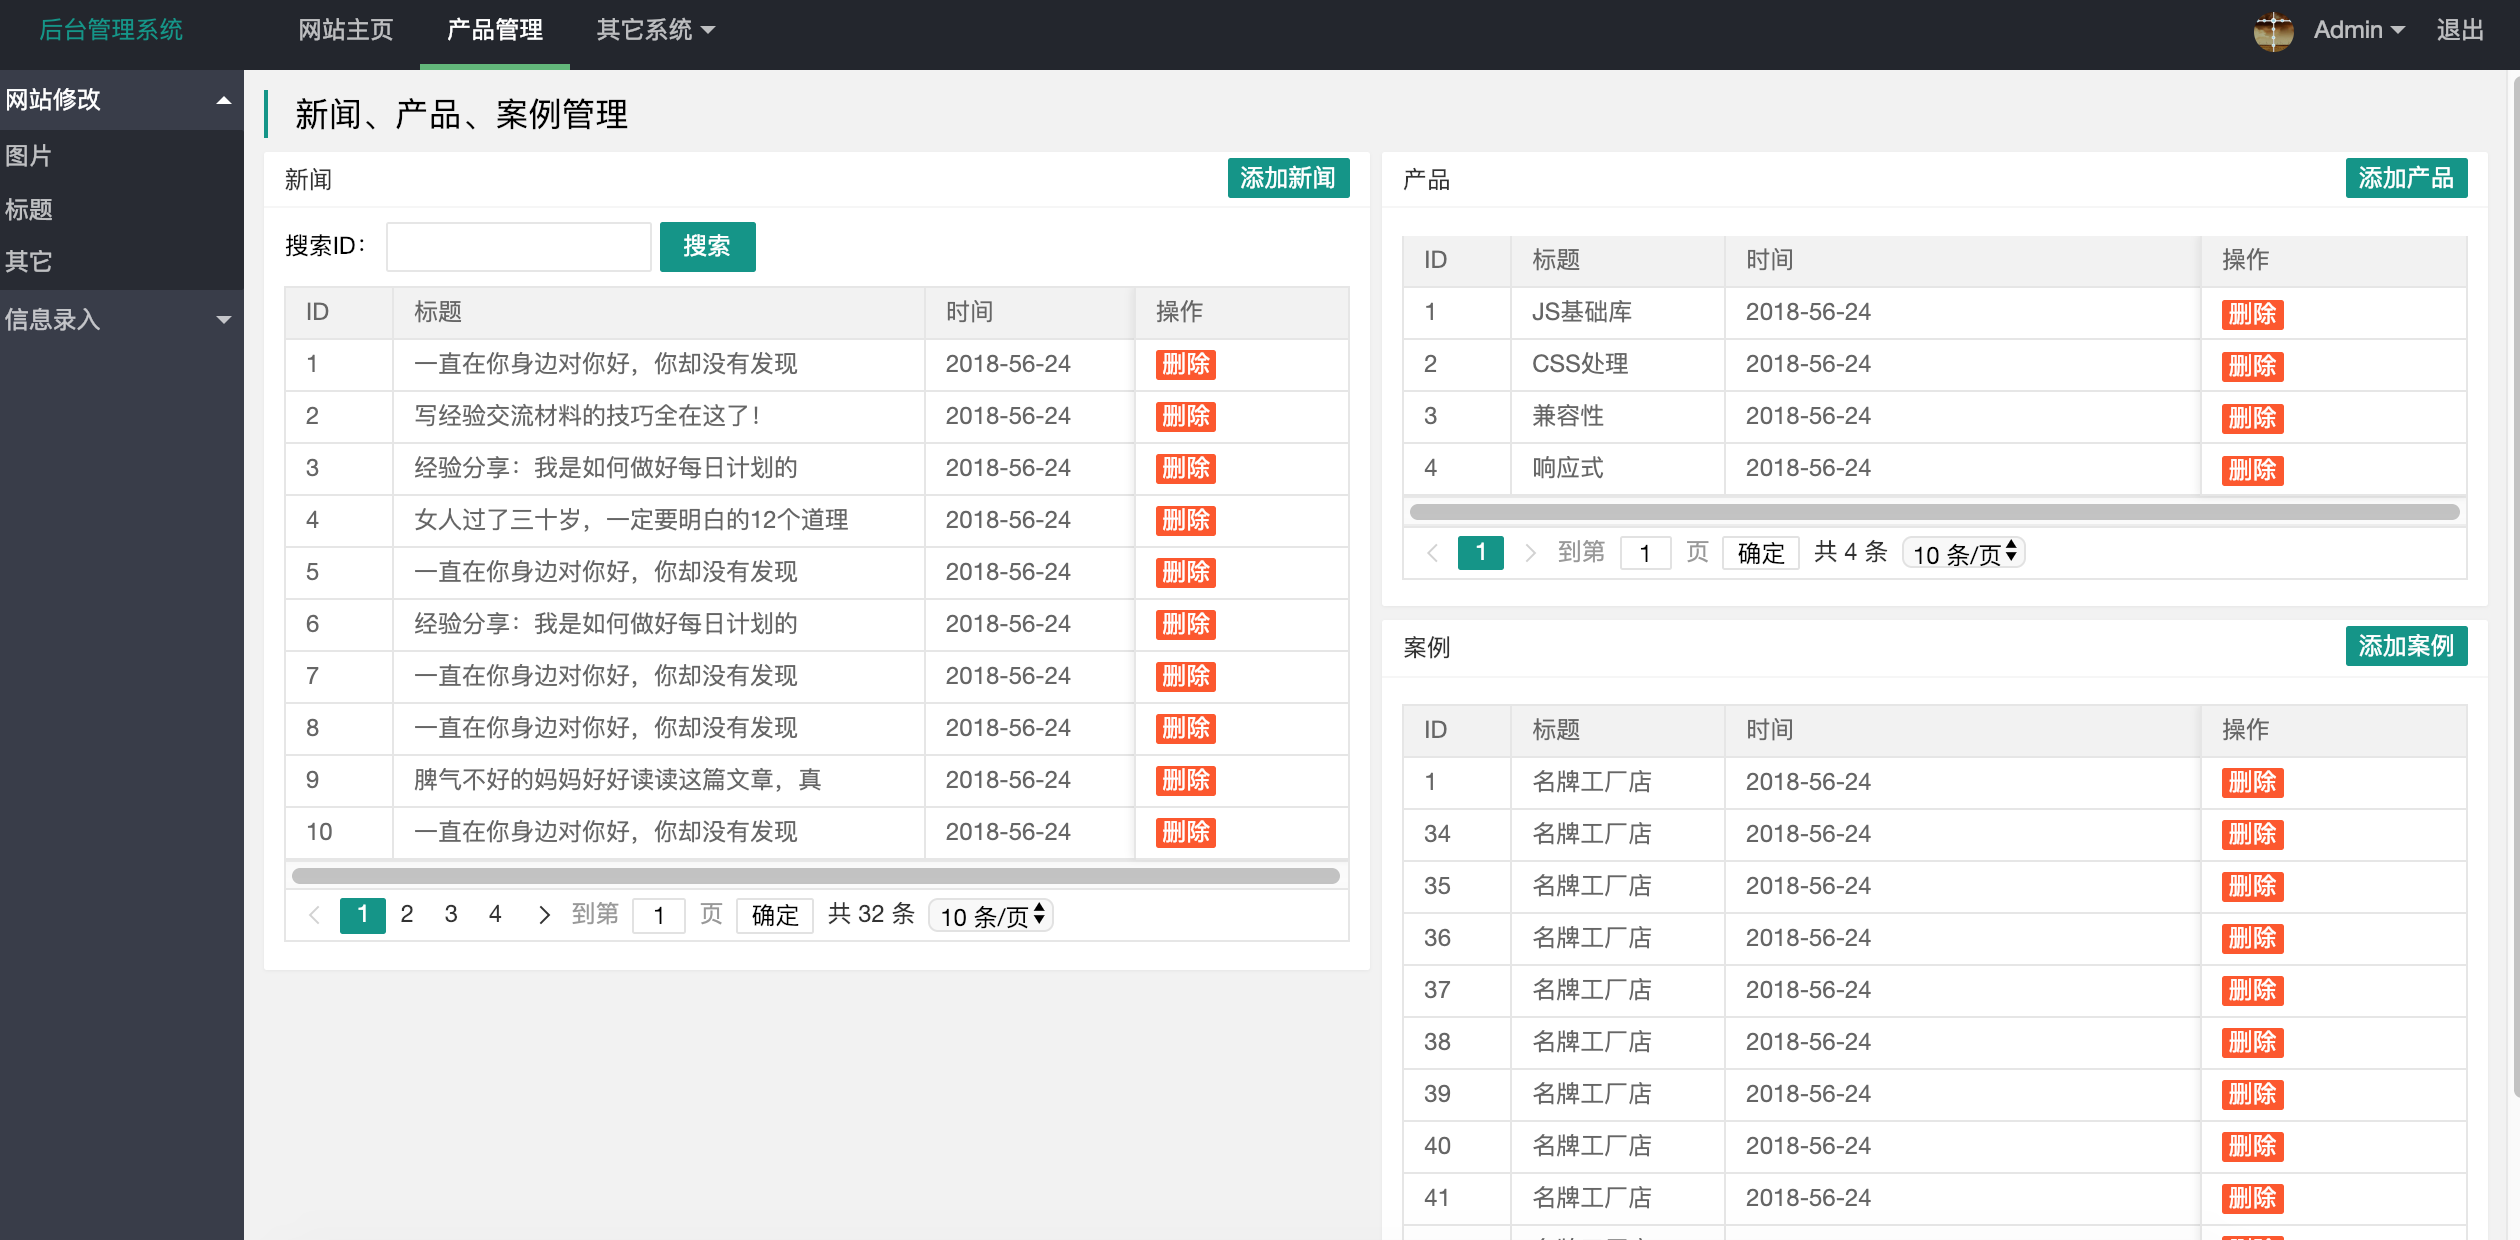 后台管理系统 网站主页 产品管理 其它系统 Admin 退出
网站修改
图片
标题
其它
信息录入
新闻、产品、案例管理
新闻 添加新闻
搜索ID： 搜索
ID 标题 时间 操作
1 一直在你身边对你好，你却没有发现 2018-56-24 删除
2 写经验交流材料的技巧全在这了！ 2018-56-24 删除
3 经验分享：我是如何做好每日计划的 2018-56-24 删除
4 女人过了三十岁，一定要明白的12个道理 2018-56-24 删除
5 一直在你身边对你好，你却没有发现 2018-56-24 删除
6 经验分享：我是如何做好每日计划的 2018-56-24 删除
7 一直在你身边对你好，你却没有发现 2018-56-24 删除
8 一直在你身边对你好，你却没有发现 2018-56-24 删除
9 脾气不好的妈妈好好读读这篇文章，真 2018-56-24 删除
10 一直在你身边对你好，你却没有发现 2018-56-24 删除
1 2 3 4 到第 1 页 确定 共 32 条 10 条/页
产品 添加产品
ID 标题 时间 操作
1 JS基础库 2018-56-24 删除
2 CSS处理 2018-56-24 删除
3 兼容性 2018-56-24 删除
4 响应式 2018-56-24 删除
1 到第 1 页 确定 共 4 条 10 条/页
案例 添加案例
ID 标题 时间 操作
1 名牌工厂店 2018-56-24 删除
34 名牌工厂店 2018-56-24 删除
35 名牌工厂店 2018-56-24 删除
36 名牌工厂店 2018-56-24 删除
37 名牌工厂店 2018-56-24 删除
38 名牌工厂店 2018-56-24 删除
39 名牌工厂店 2018-56-24 删除
40 名牌工厂店 2018-56-24 删除
41 名牌工厂店 2018-56-24 删除